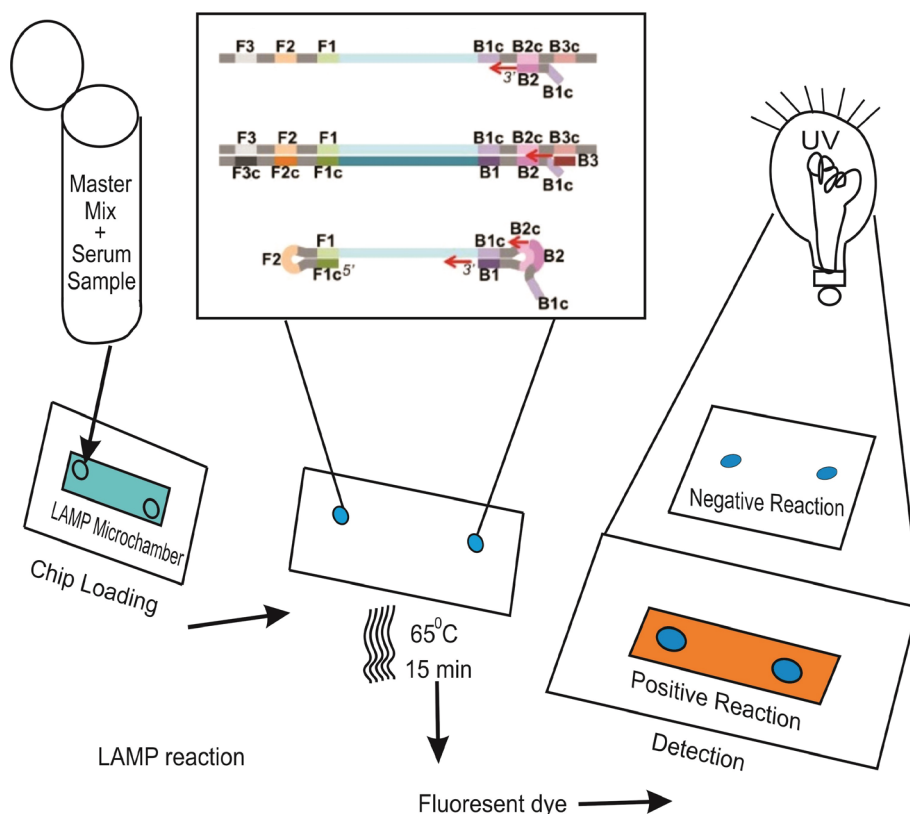 Master
Mix
+
Serum
Sample
F3 F2 F1 B1c B2c B3c
3' B2
B1c
F3 F2 F1 B1c B2c B3c
F3c F2c F1c B1 B2 B3
B1c
F1 B1c B2c
F2 F1c 5' 3' B1 B2
B1c
UV
LAMP Microchamber
Chip Loading
65⁰C
15 min
Negative Reaction
Positive Reaction
Detection
LAMP reaction
Fluoresent dye